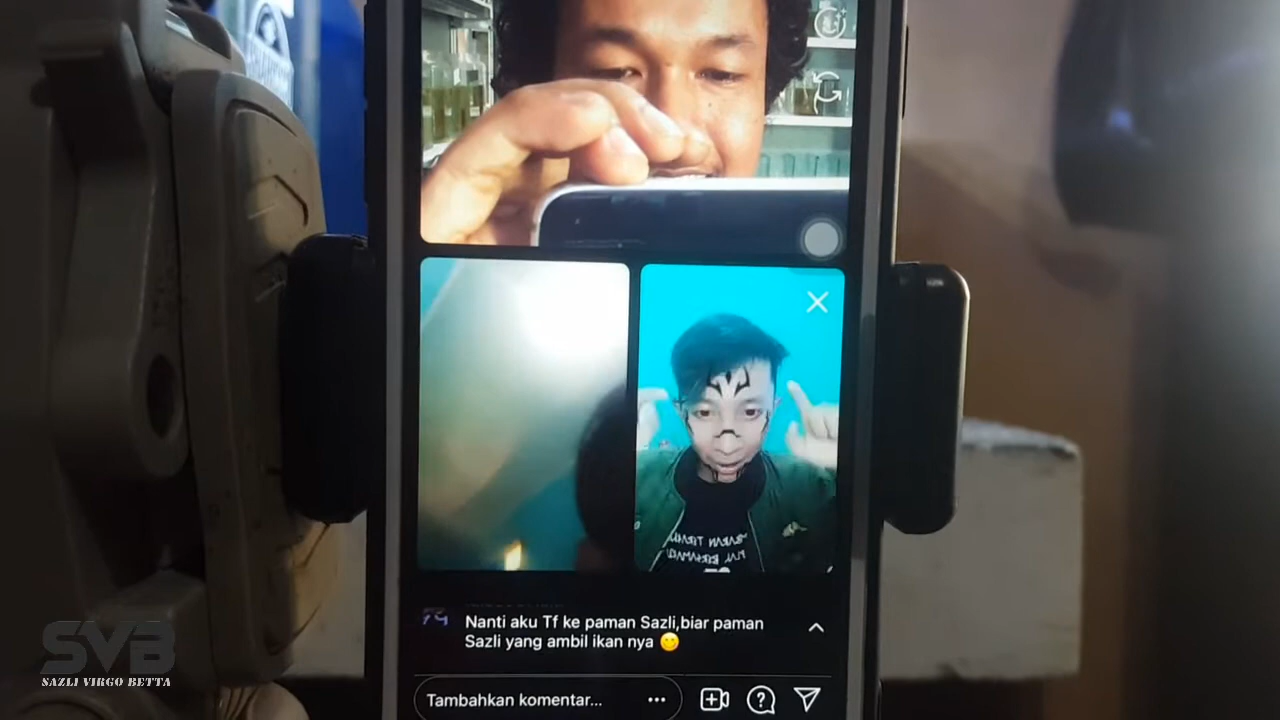 Nanti aku Tf ke paman Sazli,biar paman
Sazli yang ambil ikan nya 😋
Tambahkan komentar...
SVB
SAZLI VIRGO BETTA